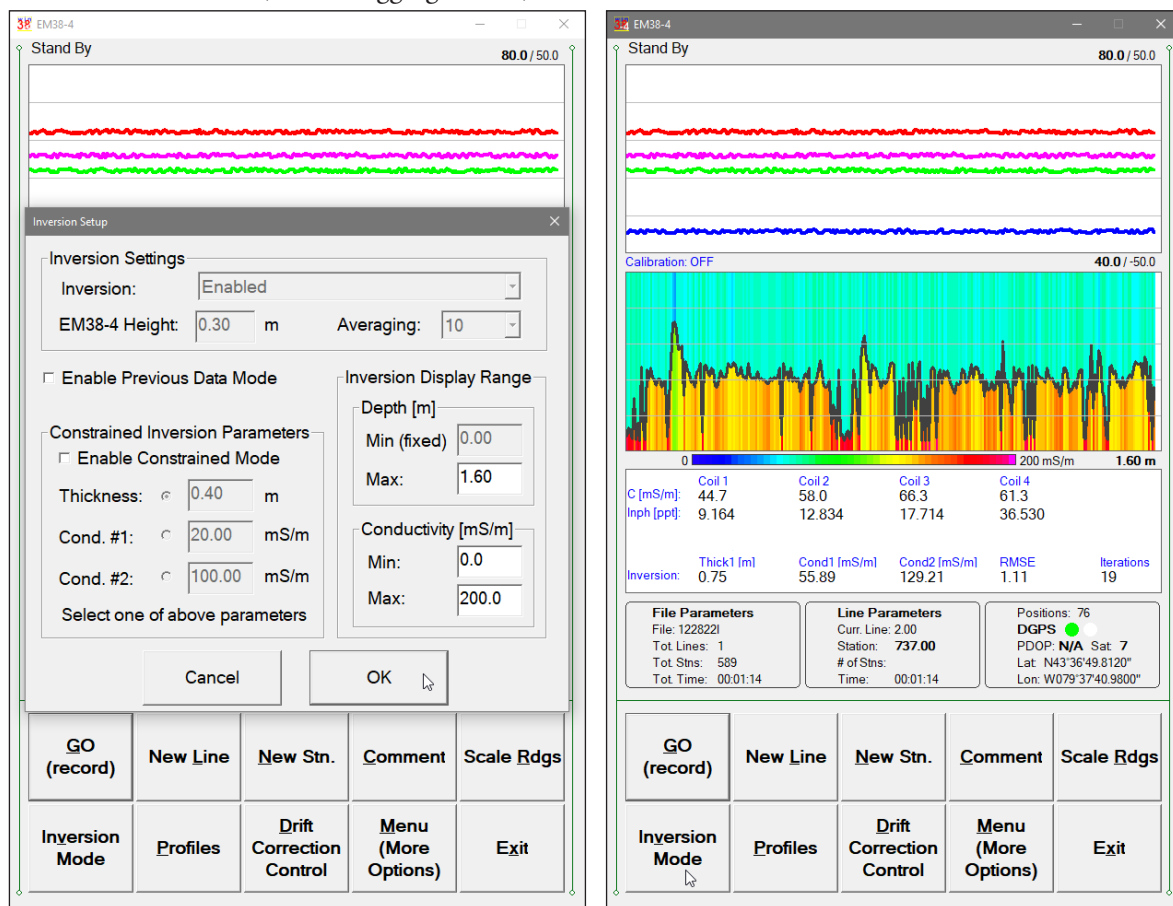 EM38-4
Stand By
80.0 / 50.0
Inversion Setup
Inversion Settings
Inversion: Enabled
EM38-4 Height: 0.30 m Averaging: 10
Enable Previous Data Mode
Inversion Display Range
Depth [m]
Constrained Inversion Parameters
Min (fixed) 0.00
Enable Constrained Mode
Max: 1.60
Thickness: 0.40 m
Conductivity [mS/m]
Cond. #1: 20.00 mS/m
Min: 0.0
Cond. #2: 100.00 mS/m
Max: 200.0
Select one of above parameters
Cancel OK
GO
(record)
New Line
New Stn.
Comment
Scale Rdgs
Inversion
Mode
Profiles
Drift
Correction
Control
Menu
(More
Options)
Exit
EM38-4
Stand By
80.0 / 50.0
Calibration: OFF
40.0 / -50.0
0 200 mS/m 1.60 m
Coil 1 Coil 2 Coil 3 Coil 4
C [mS/m]: 44.7 58.0 66.3 61.3
Inph [ppt]: 9.164 12.834 17.714 36.530
Thick1 [m] Cond1 [mS/m] Cond2 [mS/m] RMSE Iterations
Inversion: 0.75 55.89 129.21 1.11 19
File Parameters
File: 122822I
Tot. Lines: 1
Tot. Stns: 589
Tot. Time: 00:01:14
Line Parameters
Curr. Line: 2.00
Station: 737.00
# of Stns:
Time: 00:01:14
Positions: 76
DGPS
PDOP: N/A Sat: 7
Lat: N43°36'49.8120"
Lon: W079°37'40.9800"
GO
(record)
New Line
New Stn.
Comment
Scale Rdgs
Inversion
Mode
Profiles
Drift
Correction
Control
Menu
(More
Options)
Exit